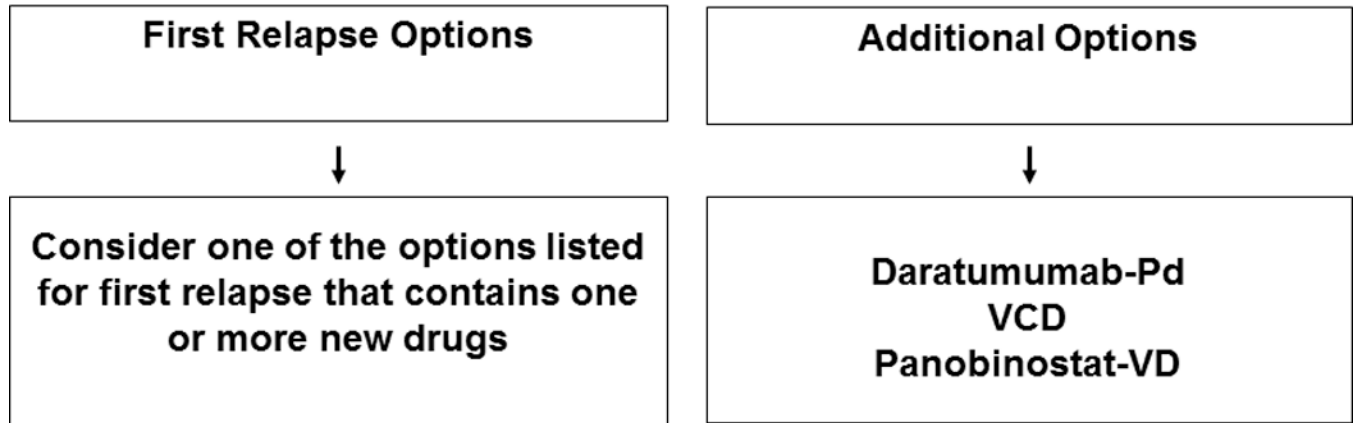 First Relapse Options
Consider one of the options listed
for first relapse that contains one
or more new drugs
Additional Options
Daratumumab-Pd
VCD
Panobinostat-VD